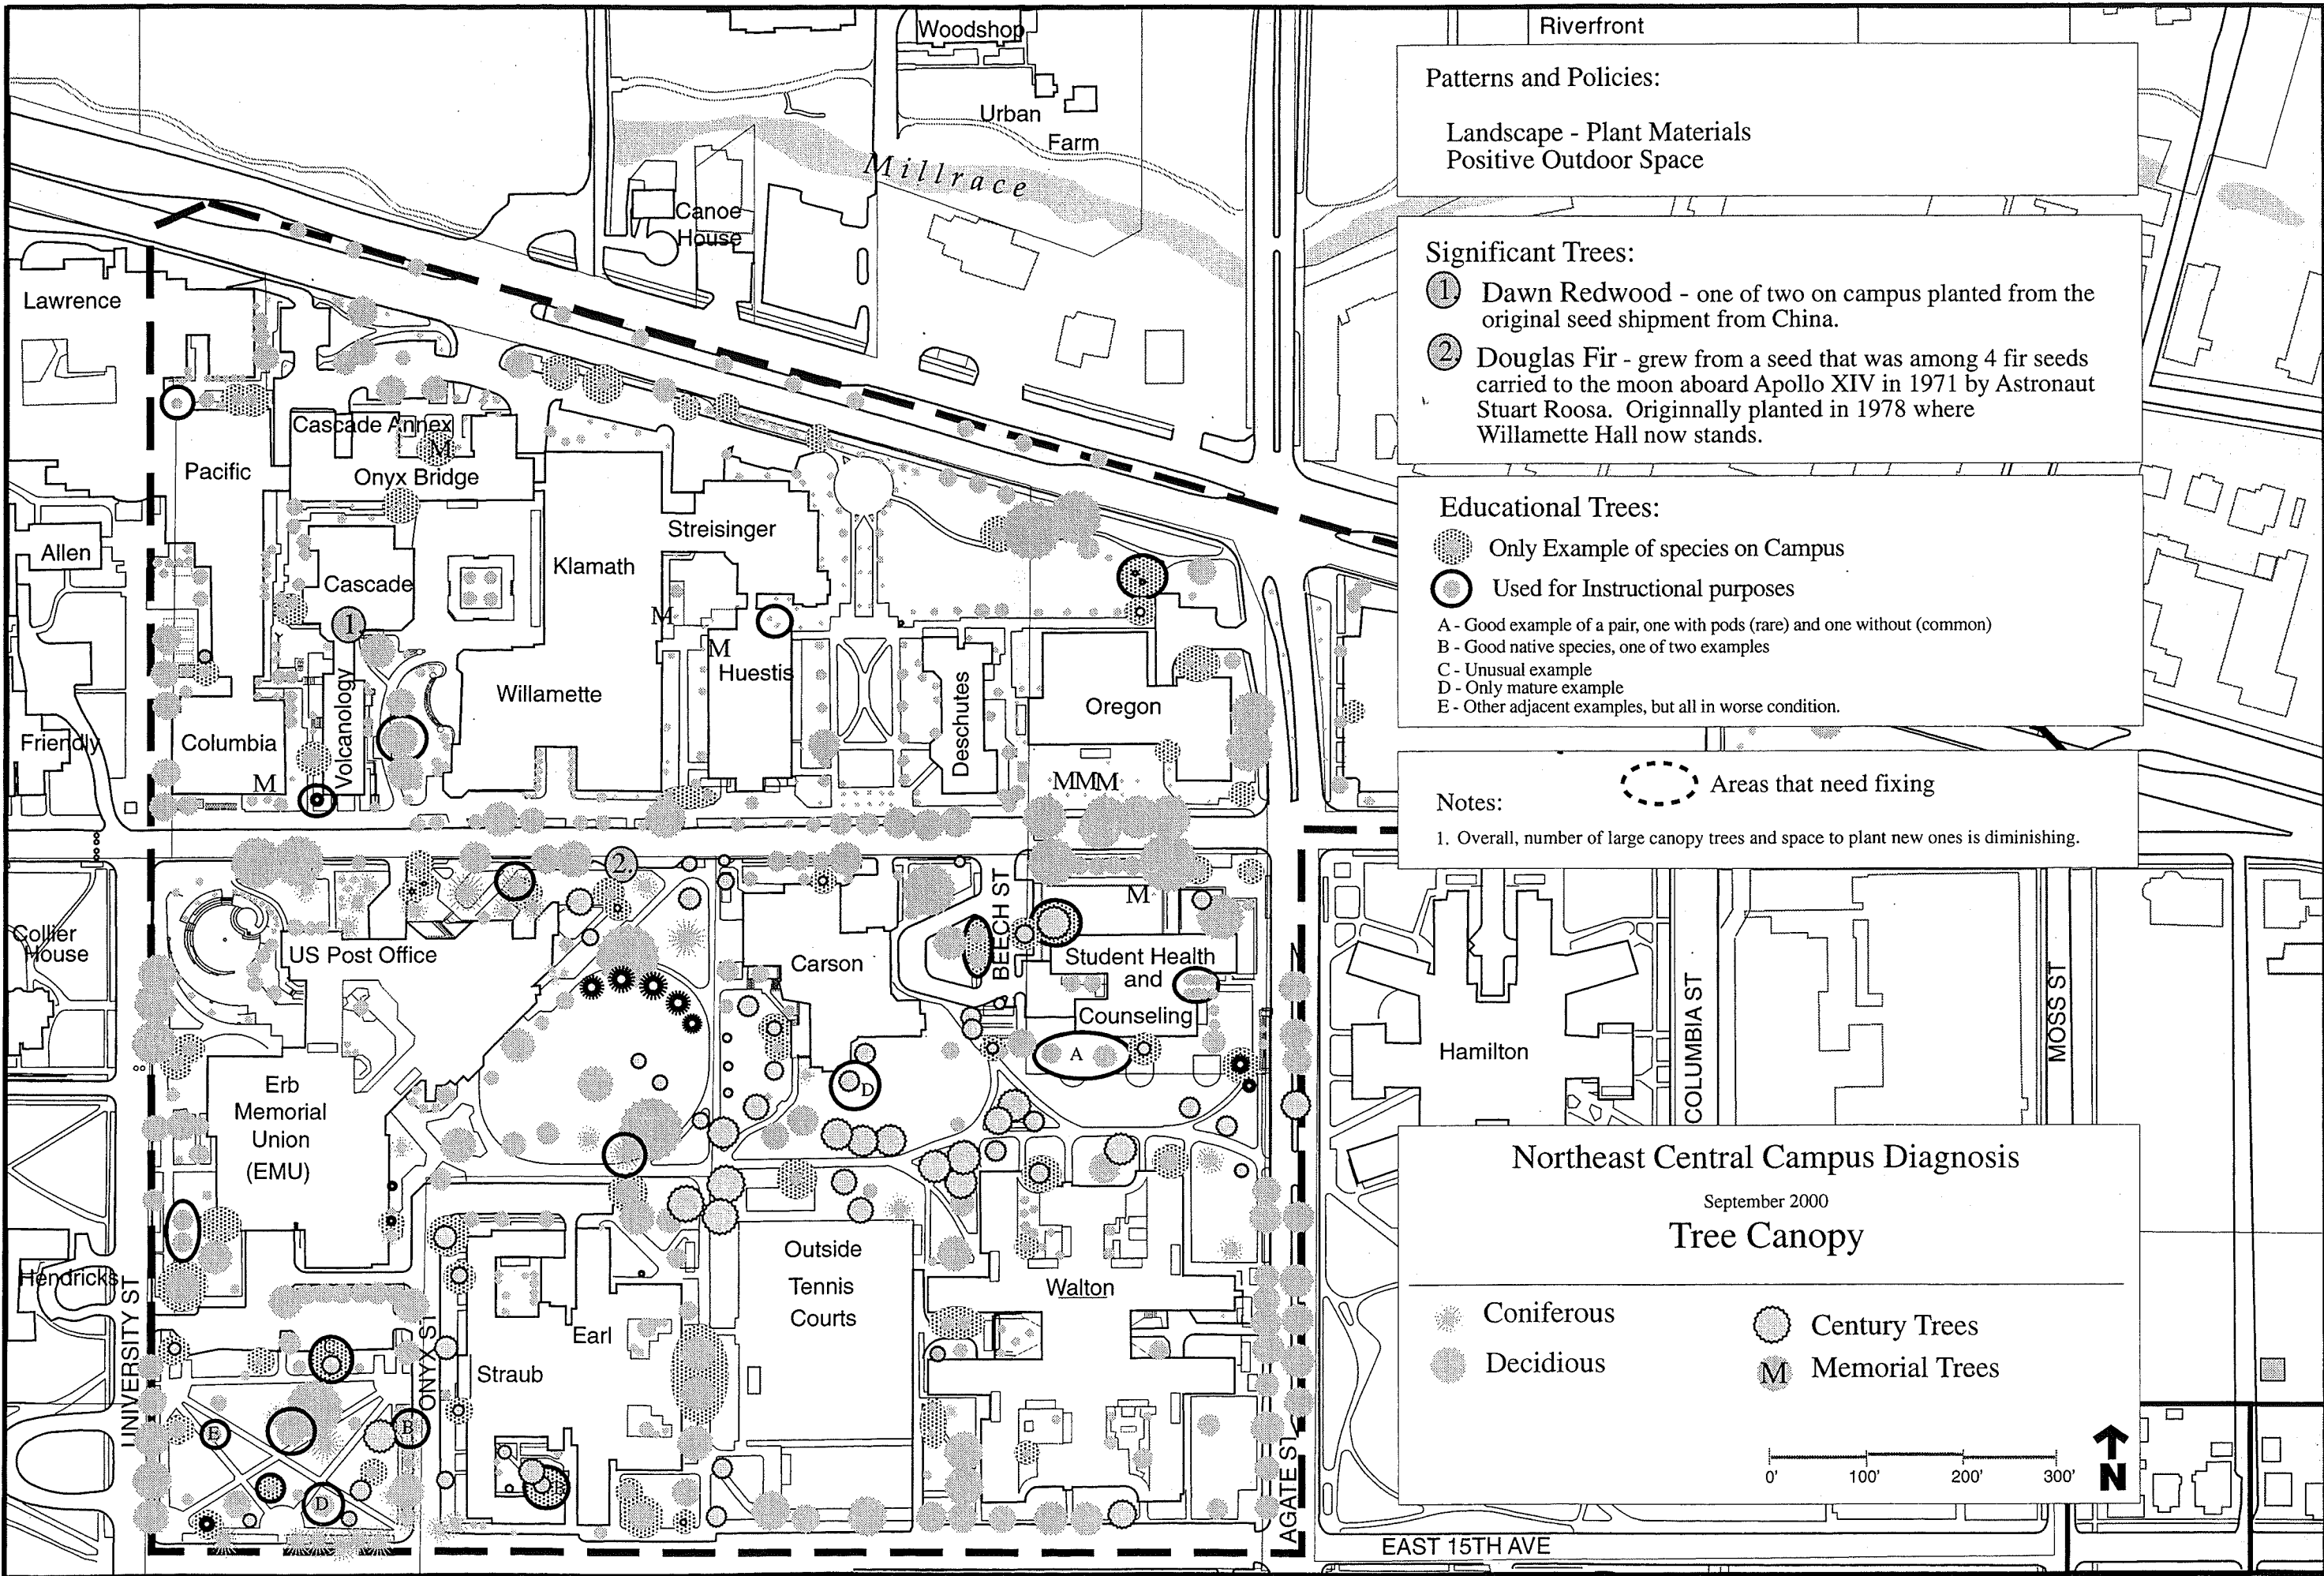 Woodshop
Riverfront
Urban
Farm
Millrace
Canoe
House
Patterns and Policies:
Landscape - Plant Materials
Positive Outdoor Space
Significant Trees:
1. Dawn Redwood - one of two on campus planted from the
original seed shipment from China.
2. Douglas Fir - grew from a seed that was among 4 fir seeds
carried to the moon aboard Apollo XIV in 1971 by Astronaut
Stuart Roosa. Originnally planted in 1978 where
Willamette Hall now stands.
Educational Trees:
Only Example of species on Campus
Used for Instructional purposes
A - Good example of a pair, one with pods (rare) and one without (common)
B - Good native species, one of two examples
C - Unusual example
D - Only mature example
E - Other adjacent examples, but all in worse condition.
Areas that need fixing
Notes:
1. Overall, number of large canopy trees and space to plant new ones is diminishing.
Lawrence
Cascade Annex
M
Pacific
Onyx Bridge
Streisinger
Allen
Klamath
Cascade
1
M
M
Huestis
Volcanology
Willamette
Deschutes
Oregon
Friendly
Columbia
M
MMM
2.
M
Collier
House
US Post Office
Carson
BEECH ST
Student Health
and
Counseling
A
N
Hamilton
COLUMBIA ST
MOSS ST
Erb
Memorial
Union
(EMU)
D
Hendricks
UNIVERSITY ST
ONYX ST
Outside
Tennis
Courts
Walton
Earl
Straub
C
E
B
D
AGATE ST
EAST 15TH AVE
Northeast Central Campus Diagnosis
September 2000
Tree Canopy
Coniferous
Century Trees
Decidious
M Memorial Trees
0' 100' 200' 300'
N